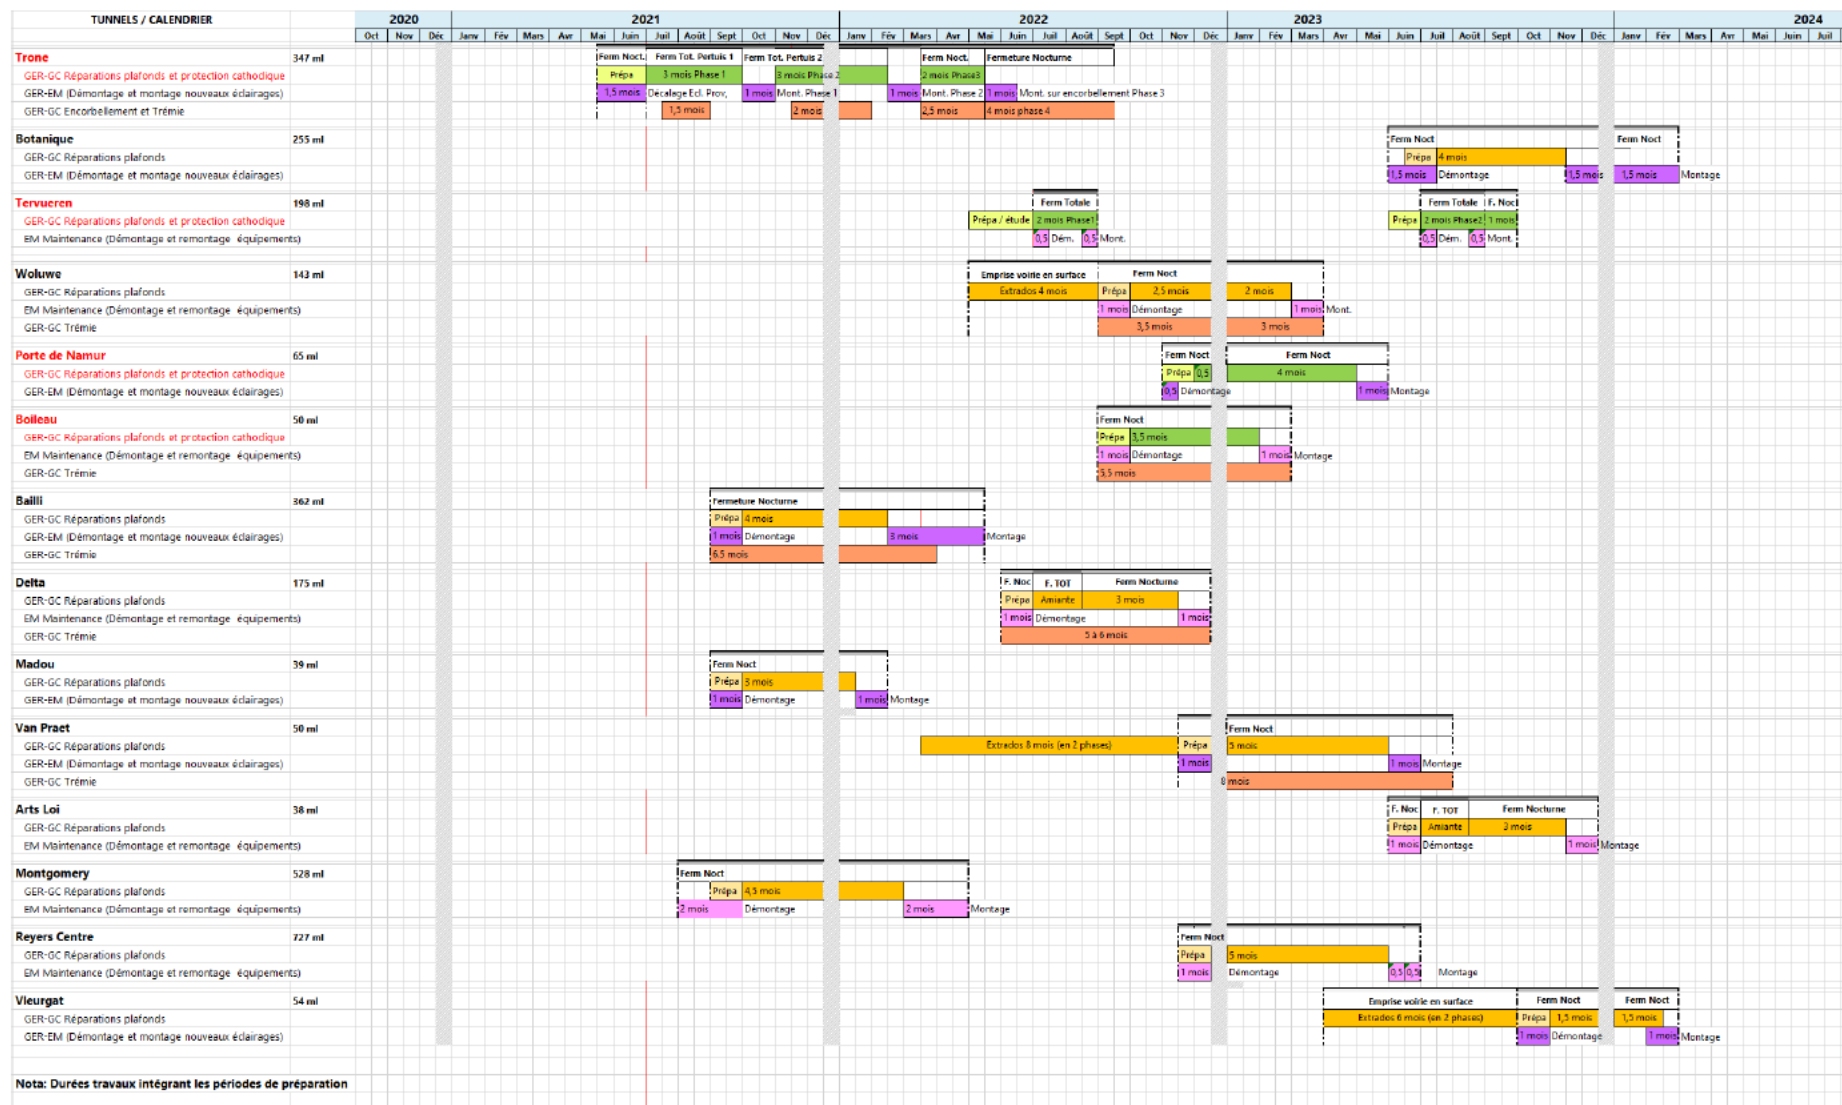 TUNNELS / CALENDRIER 2020 2021 2022 2023 2024
Oct Nov Déc Janv Fév Mars Avr Mai Juin Juil Août Sept Oct Nov Déc Janv Fév Mars Avr Mai Juin Juil Août Sept Oct Nov Déc Janv Fév Mars Avr Mai Juin Juil Août Sept Oct Nov Déc Janv Fév Mars Avr Mai Juin Juil
Trone 347 ml Ferm Noct. Ferm Tot. Pertuis 1 Ferm Tot. Pertuis 2 Ferm Noct. Fermeture Nocturne
GER-GC Réparations plafonds et protection cathodique Prépa 3 mois Phase 1 3 mois Phase 2 2 mois Phase3
GER-EM (Démontage et montage nouveaux éclairages) 1,5 mois Décalage Ecl. Prov, 1 mois Mont. Phase 1 1 mois Mont. Phase 2 1 mois Mont. sur encorbellement Phase 3
GER-GC Encorbellement et Trémie 1,5 mois 2 mois 2,5 mois 4 mois phase 4
Botanique 255 ml Ferm Noct Ferm Noct
GER-GC Réparations plafonds Prépa 4 mois
GER-EM (Démontage et montage nouveaux éclairages) 1,5 mois Démontage 1,5 mois 1,5 mois Montage
Tervueren 198 ml Ferm Totale Ferm Totale F. Noct
GER-GC Réparations plafonds et protection cathodique Prépa / étude 2 mois Phase1 Prépa 2 mois Phase2 1 mois
EM Maintenance (Démontage et remontage équipements) 0,5 Dém. 0,5 Mont. 0,5 Dém. 0,5 Mont.
Woluwe 143 ml Emprise voirie en surface Ferm Noct
GER-GC Réparations plafonds Extrados 4 mois Prépa 2,5 mois 2 mois
EM Maintenance (Démontage et remontage équipements) 1 mois Démontage 1 mois Mont.
GER-GC Trémie 3,5 mois 3 mois
Porte de Namur 65 ml Ferm Noct Ferm Noct
GER-GC Réparations plafonds et protection cathodique Prépa 0,5 4 mois
GER-EM (Démontage et montage nouveaux éclairages) 0,5 Démontage 1 mois Montage
Boileau 50 ml Ferm Noct
GER-GC Réparations plafonds et protection cathodique Prépa 3,5 mois
EM Maintenance (Démontage et remontage équipements) 1 mois Démontage 1 mois Montage
GER-GC Trémie 5,5 mois
Bailli 362 ml Fermeture Nocturne
GER-GC Réparations plafonds Prépa 4 mois
GER-EM (Démontage et montage nouveaux éclairages) 1 mois Démontage 3 mois Montage
GER-GC Trémie 6.5 mois
Delta 175 ml F. Noc F. TOT Ferm Nocturne
GER-GC Réparations plafonds Prépa Amiante 3 mois
EM Maintenance (Démontage et remontage équipements) 1 mois Démontage 1 mois
GER-GC Trémie 5 à 6 mois
Madou 39 ml Ferm Noct
GER-GC Réparations plafonds Prépa 3 mois
GER-EM (Démontage et montage nouveaux éclairages) 1 mois Démontage 1 mois Montage
Van Praet 50 ml Ferm Noct
GER-GC Réparations plafonds Extrados 8 mois (en 2 phases) Prépa 5 mois
GER-EM (Démontage et montage nouveaux éclairages) 1 mois 1 mois Montage
GER-GC Trémie 8 mois
Arts Loi 38 ml F. Noc F. TOT Ferm Nocturne
GER-GC Réparations plafonds Prépa Amiante 3 mois
EM Maintenance (Démontage et remontage équipements) 1 mois Démontage 1 mois Montage
Montgomery 528 ml Ferm Noct
GER-GC Réparations plafonds Prépa 4,5 mois
EM Maintenance (Démontage et remontage équipements) 2 mois Démontage 2 mois Montage
Reyers Centre 727 ml Ferm Noct
GER-GC Réparations plafonds Prépa 5 mois
EM Maintenance (Démontage et remontage équipements) 1 mois Démontage 0,5 0,5 Montage
Vleurgat 54 ml Emprise voirie en surface Ferm Noct Ferm Noct
GER-GC Réparations plafonds Extrados 6 mois (en 2 phases) Prépa 1,5 mois 1,5 mois
GER-EM (Démontage et montage nouveaux éclairages) 1 mois Démontage 1 mois Montage
Nota: Durées travaux intégrant les périodes de préparation